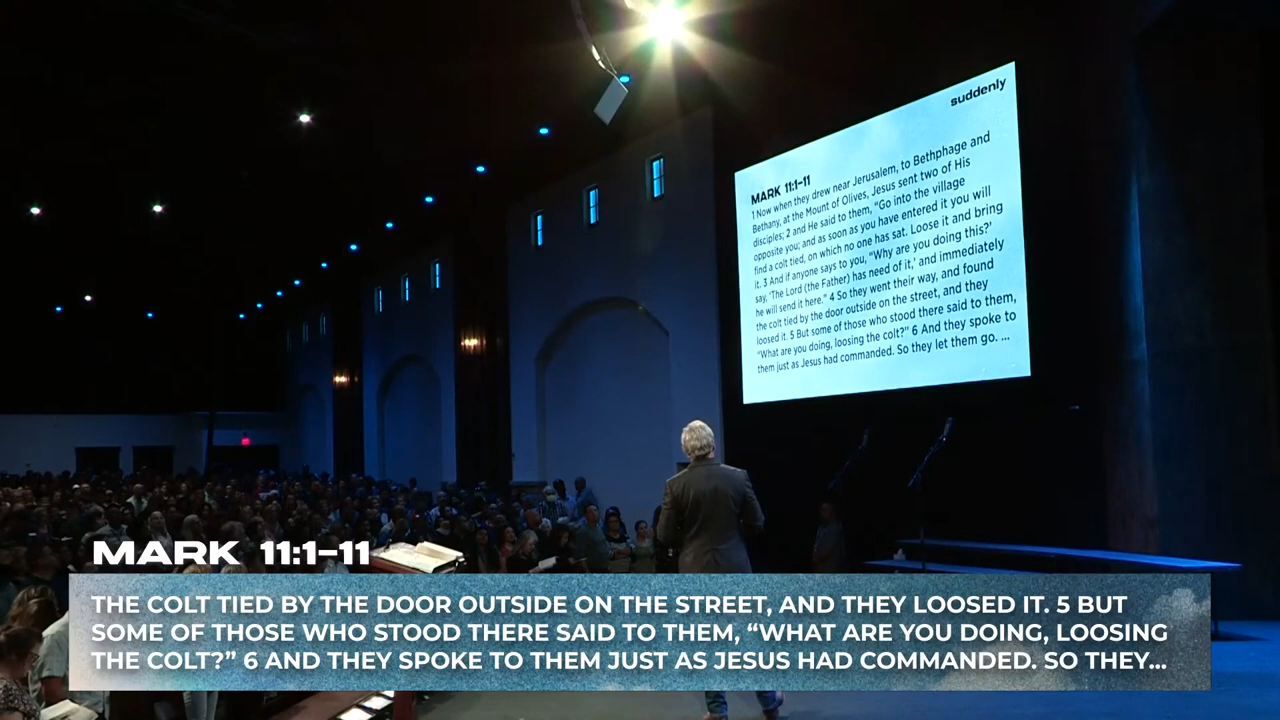 suddenly
MARK 11:1–11
1 Now when they drew near Jerusalem, to Bethphage and
Bethany, at the Mount of Olives, Jesus sent two of His
disciples; 2 and He said to them, “Go into the village
opposite you; and as soon as you have entered it you will
find a colt tied, on which no one has sat. Loose it and bring
it. 3 And if anyone says to you, “Why are you doing this?’
say, ‘The Lord (the Father) has need of it,’ and immediately
he will send it here.” 4 So they went their way, and found
the colt tied by the door outside on the street, and they
loosed it. 5 But some of those who stood there said to them,
“What are you doing, loosing the colt?” 6 And they spoke to
them just as Jesus had commanded. So they let them go. ...
MARK 11:1–11
THE COLT TIED BY THE DOOR OUTSIDE ON THE STREET, AND THEY LOOSED IT. 5 BUT
SOME OF THOSE WHO STOOD THERE SAID TO THEM, “WHAT ARE YOU DOING, LOOSING
THE COLT?” 6 AND THEY SPOKE TO THEM JUST AS JESUS HAD COMMANDED. SO THEY...